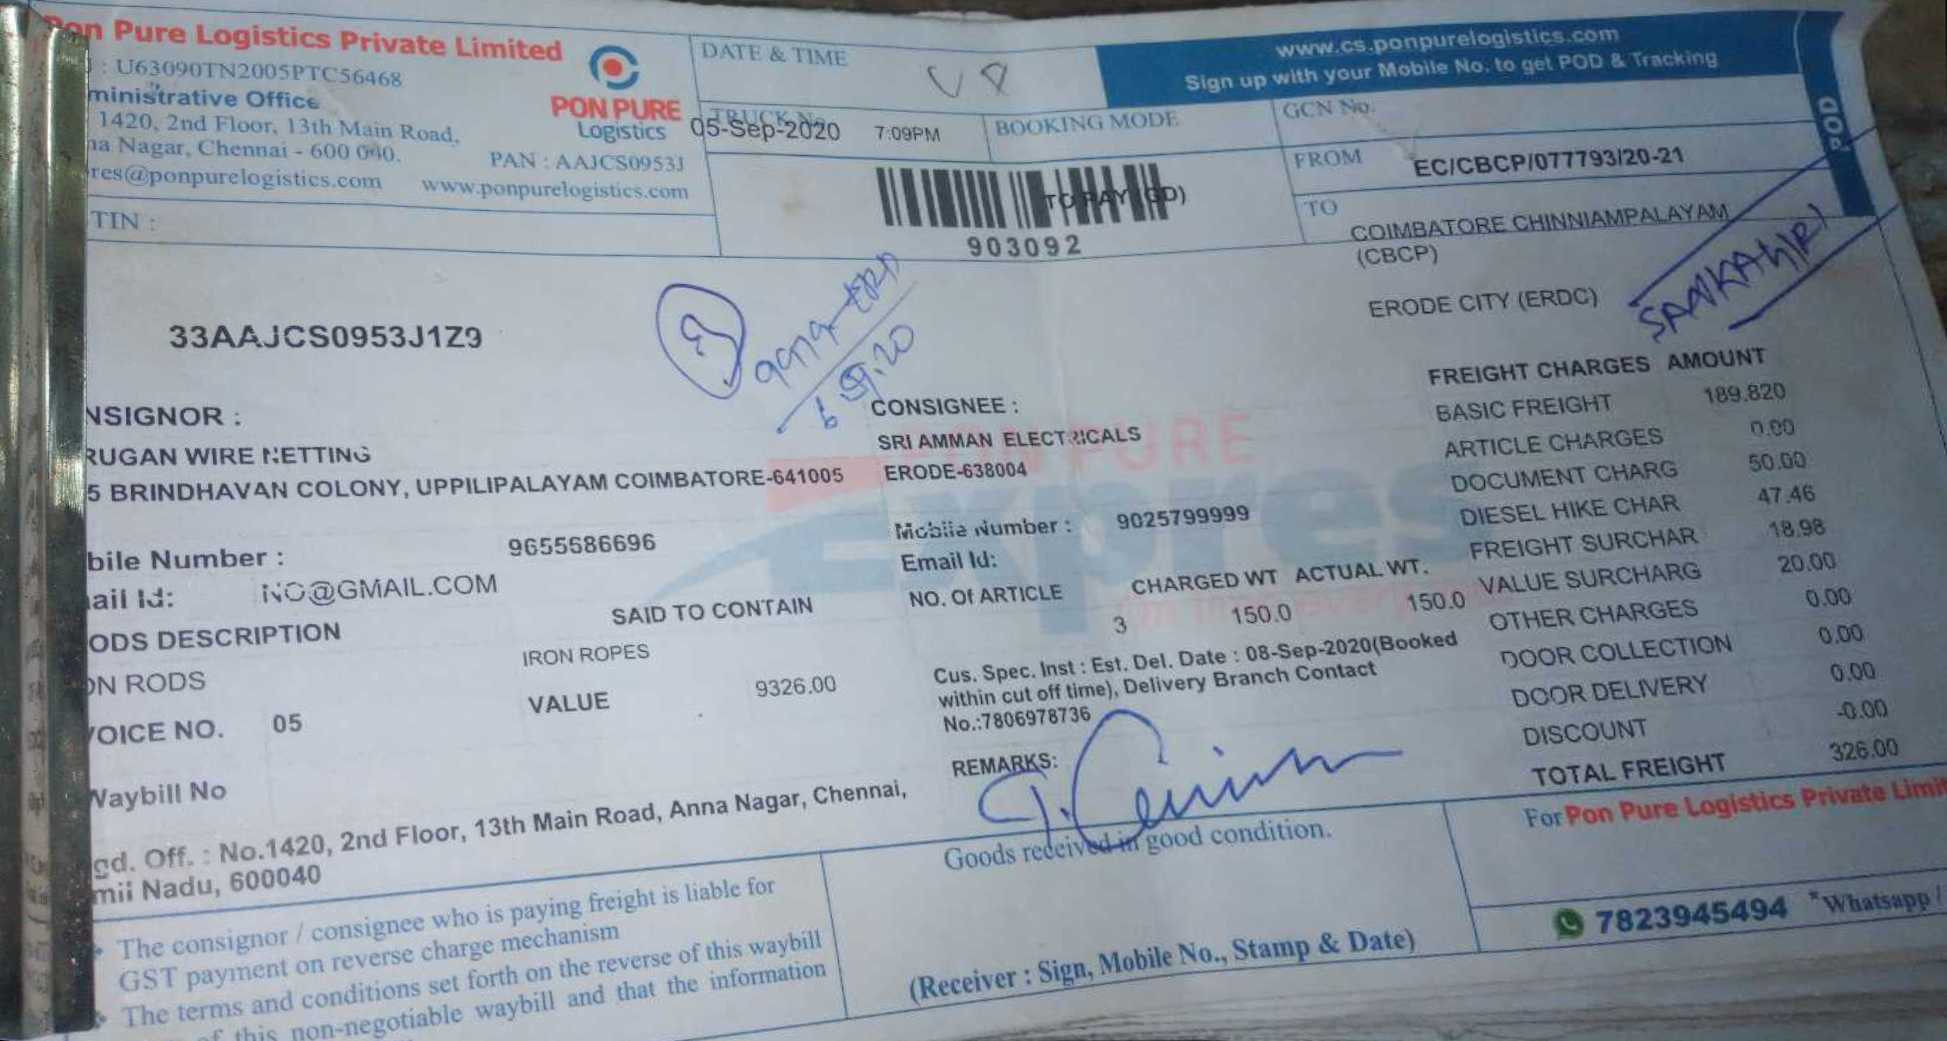 Pon Pure Logistics Private Limited
: U63090TN2005PTC56468
ministrative Office
1420, 2nd Floor, 13th Main Road,
na Nagar, Chennai - 600 040.
PAN : AAJCS0953J
res@ponpurelogistics.com www.ponpurelogistics.com
TIN :
PON PURE
Logistics
DATE & TIME
05-Sep-2020 7:09PM
TRUCK No
BOOKING MODE
TO PAY (GD)
903092
www.cs.ponpurelogistics.com
Sign up with your Mobile No. to get POD & Tracking
POD
GCN No.
FROM EC/CBCP/077793/20-21
TO
COIMBATORE CHINNIAMPALAYAM
(CBCP)
ERODE CITY (ERDC)
SANKAGIRI
33AAJCS0953J1Z9
3
6.09.20
NSIGNOR :
RUGAN WIRE NETTING
5 BRINDHAVAN COLONY, UPPILIPALAYAM COIMBATORE-641005
bile Number : 9655686696
ail Id: NO@GMAIL.COM
CONSIGNEE :
SRI AMMAN ELECTRICALS
ERODE-638004
Mobile Number : 9025799999
Email Id:
PON PURE
Express
ODS DESCRIPTION SAID TO CONTAIN NO. Of ARTICLE CHARGED WT ACTUAL WT.
ON RODS IRON ROPES 3 150.0 150.0
VOICE NO. 05 VALUE 9326.00
Cus. Spec. Inst : Est. Del. Date : 08-Sep-2020(Booked
within cut off time), Delivery Branch Contact
No.:7806978736
Waybill No
REMARKS:
FREIGHT CHARGES AMOUNT
BASIC FREIGHT 189.820
ARTICLE CHARGES 0.00
DOCUMENT CHARG 50.00
DIESEL HIKE CHAR 47.46
FREIGHT SURCHAR 18.98
VALUE SURCHARG 20.00
OTHER CHARGES 0.00
DOOR COLLECTION 0.00
DOOR DELIVERY 0.00
DISCOUNT -0.00
TOTAL FREIGHT 326.00
gd. Off. : No.1420, 2nd Floor, 13th Main Road, Anna Nagar, Chennai,
mil Nadu, 600040
The consignor / consignee who is paying freight is liable for
GST payment on reverse charge mechanism
The terms and conditions set forth on the reverse of this waybill
of this non-negotiable waybill and that the information
Goods received in good condition.
(Receiver : Sign, Mobile No., Stamp & Date)
For Pon Pure Logistics Private Limit
7823945494 *Whatsapp /